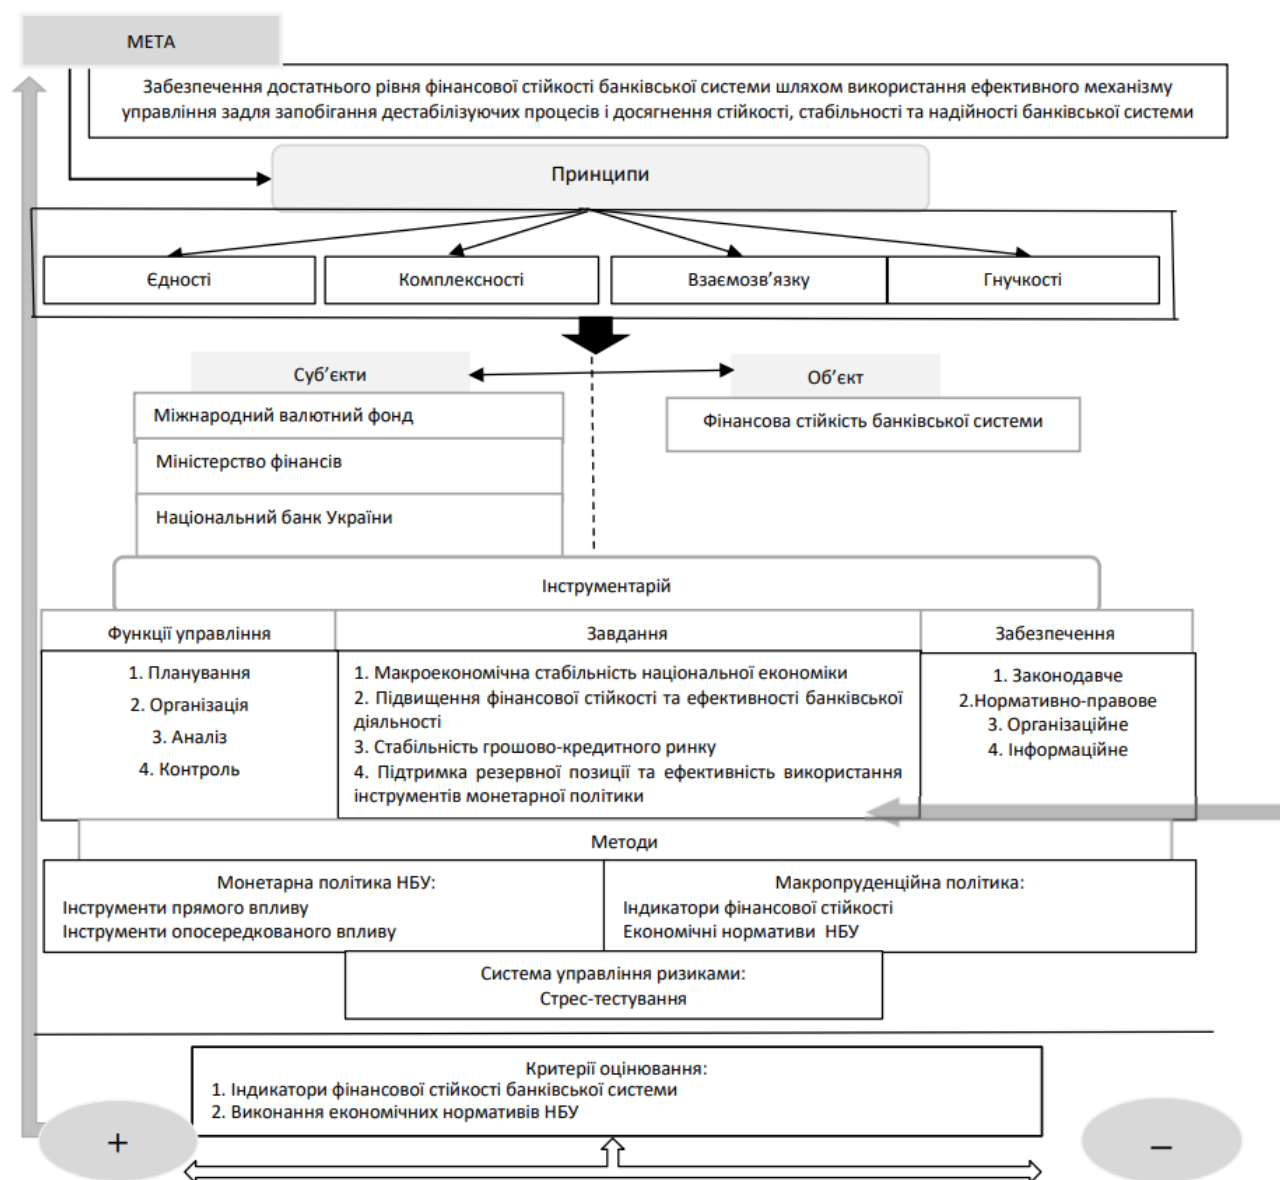 МЕТА
Забезпечення достатнього рівня фінансової стійкості банківської системи шляхом використання ефективного механізму
управління задля запобігання дестабілізуючих процесів і досягнення стійкості, стабільності та надійності банківської системи
Принципи
Єдності
Комплексності
Взаємозв’язку
Гнучкості
Суб’єкти
Об’єкт
Міжнародний валютний фонд
Фінансова стійкість банківської системи
Міністерство фінансів
Національний банк України
Інструментарій
Функції управління
Завдання
Забезпечення
1. Планування
2. Організація
3. Аналіз
4. Контроль
1. Макроекономічна стабільність національної економіки
2. Підвищення фінансової стійкості та ефективності банківської
діяльності
3. Стабільність грошово-кредитного ринку
4. Підтримка резервної позиції та ефективність використання
інструментів монетарної політики
1. Законодавче
2.Нормативно-правове
3. Організаційне
4. Інформаційне
Методи
Монетарна політика НБУ:
Інструменти прямого впливу
Інструменти опосередкованого впливу
Макропруденційна політика:
Індикатори фінансової стійкості
Економічні нормативи НБУ
Система управління ризиками:
Стрес-тестування
Критерії оцінювання:
1. Індикатори фінансової стійкості банківської системи
2. Виконання економічних нормативів НБУ
+
–